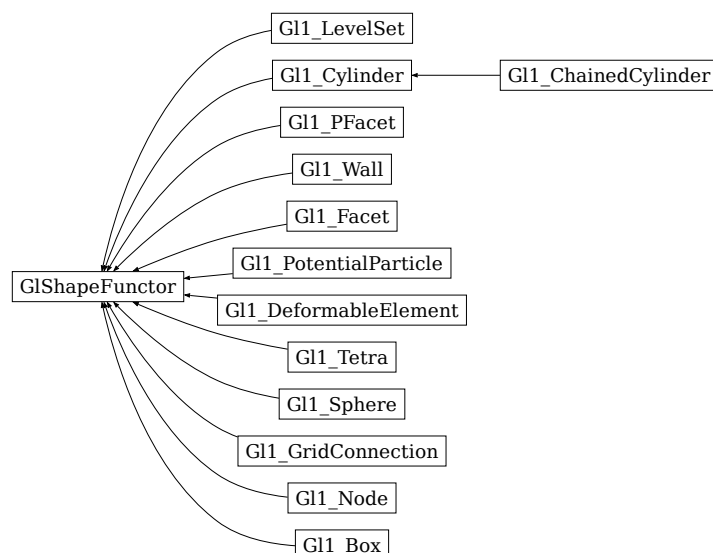 Gl1_LevelSet
Gl1_Cylinder
Gl1_ChainedCylinder
Gl1_PFacet
Gl1_Wall
Gl1_Facet
Gl1_PotentialParticle
GlShapeFunctor
Gl1_DeformableElement
Gl1_Tetra
Gl1_Sphere
Gl1_GridConnection
Gl1_Node
Gl1_Box